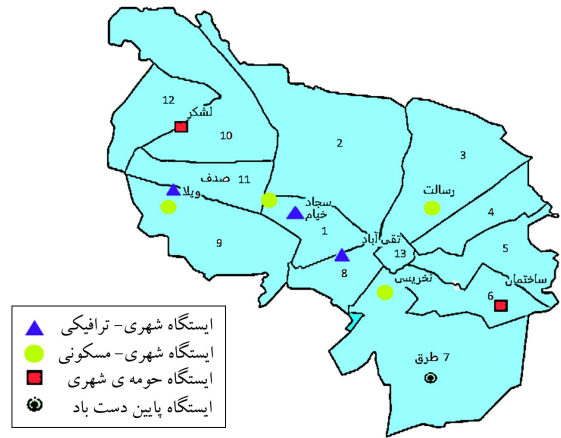 12
لشکر
10
2
3
11 صدف
ویلا
سجاد
خیام
1
رسالت
4
9
تقی آباد
13
5
8
نخریسی
ساختمان
6
7 طرق
ایستگاه شهری- ترافیکی
ایستگاه شهری- مسکونی
ایستگاه حومه ی شهری
ایستگاه پایین دست باد